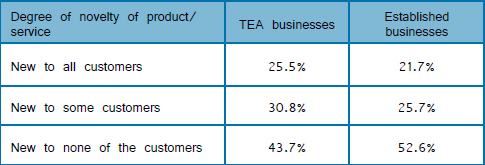 Degree of novelty of product/ service TEA businesses Established businesses
New to all customers 25.5% 21.7%
New to some customers 30.8% 25.7%
New to none of the customers 43.7% 52.6%